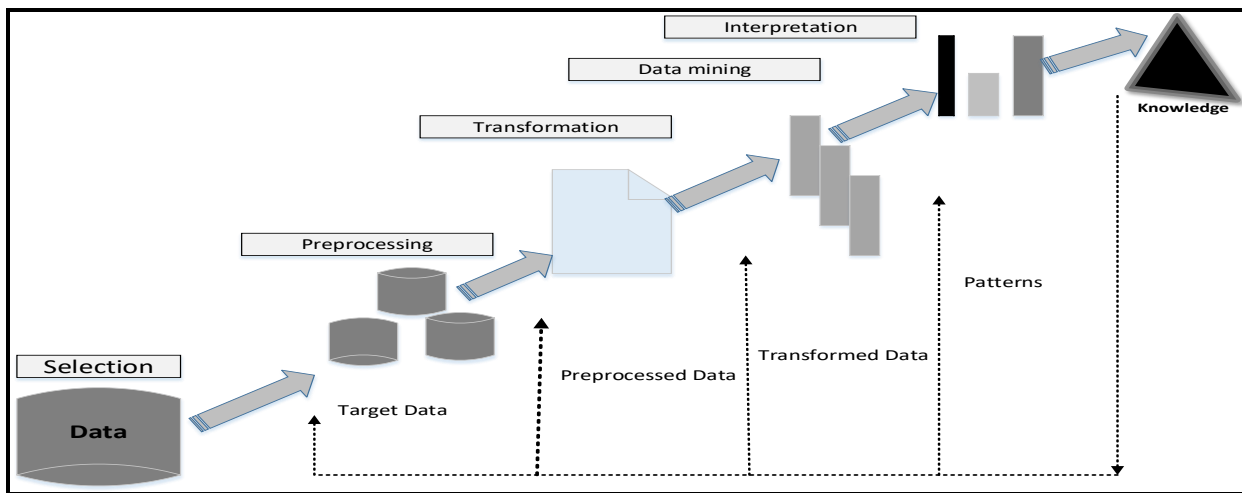 Interpretation
Data mining
Knowledge
Transformation
Preprocessing
Patterns
Transformed Data
Selection
Preprocessed Data
Target Data
Data